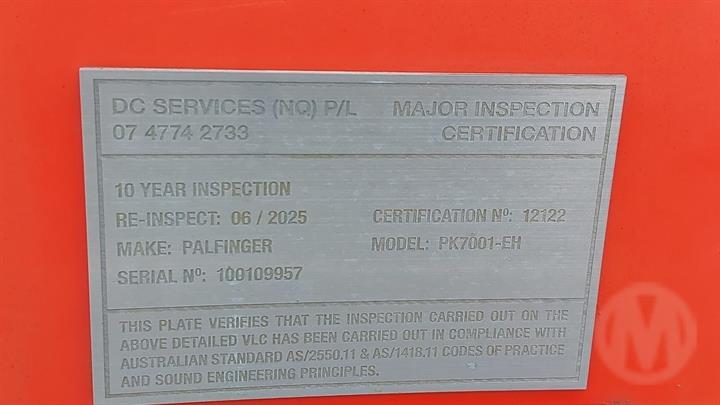 DC SERVICES (NQ) P/L MAJOR INSPECTION
07 4774 2733 CERTIFICATION
10 YEAR INSPECTION
RE-INSPECT: 06 / 2025 CERTIFICATION Nº: 12122
MAKE: PALFINGER MODEL: PK7001-EH
SERIAL Nº: 100109957
THIS PLATE VERIFIES THAT THE INSPECTION CARRIED OUT ON THE
ABOVE DETAILED VLC HAS BEEN CARRIED OUT IN COMPLIANCE WITH
AUSTRALIAN STANDARD AS/2550.11 & AS/1418.11 CODES OF PRACTICE
AND SOUND ENGINEERING PRINCIPLES.
M